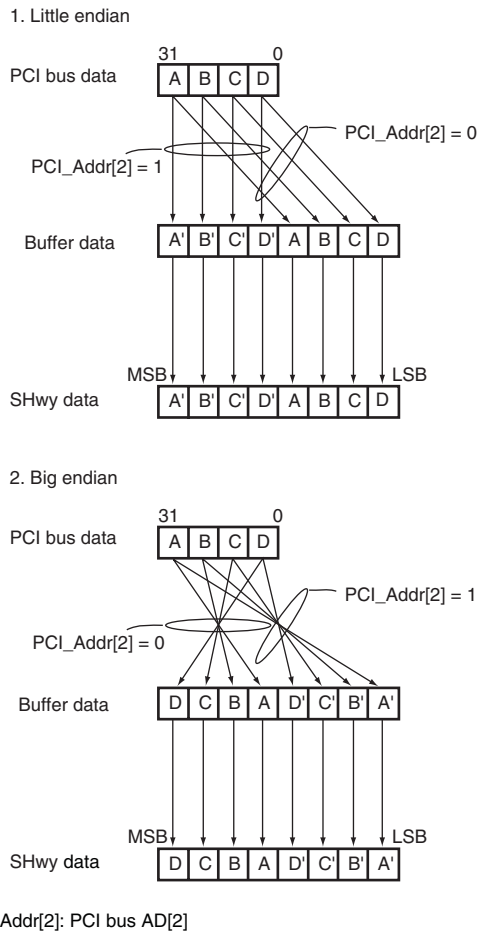 1. Little endian
31 0
PCI bus data A B C D
PCI_Addr[2] = 0
PCI_Addr[2] = 1
Buffer data A' B' C' D' A B C D
MSB LSB
SHwy data A' B' C' D' A B C D
2. Big endian
31 0
PCI bus data A B C D
PCI_Addr[2] = 1
PCI_Addr[2] = 0
Buffer data D C B A D' C' B' A'
MSB LSB
SHwy data D C B A D' C' B' A'
Addr[2]: PCI bus AD[2]